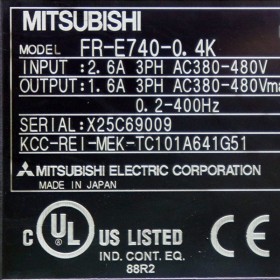 MITSUBISHI
MODEL FR-E740-0.4K
INPUT :2.6A 3PH AC380-480V
OUTPUT:1.6A 3PH AC380-480Vma
0.2-400Hz
SERIAL:X25C69009
KCC-REI-MEK-TC101A641G51
MITSUBISHI ELECTRIC CORPORATION
MADE IN JAPAN
C UL US LISTED
IND. CONT. EQ.
88R2